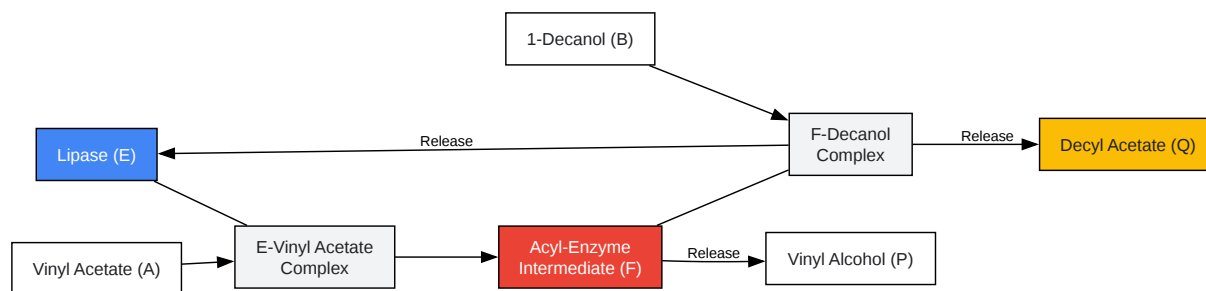 1-Decanol (B)
F-Decanol
Complex
Release
Decyl Acetate (Q)
Release
Lipase (E)
Vinyl Acetate (A)
E-Vinyl Acetate
Complex
Acyl-Enzyme
Intermediate (F)
Release
Vinyl Alcohol (P)